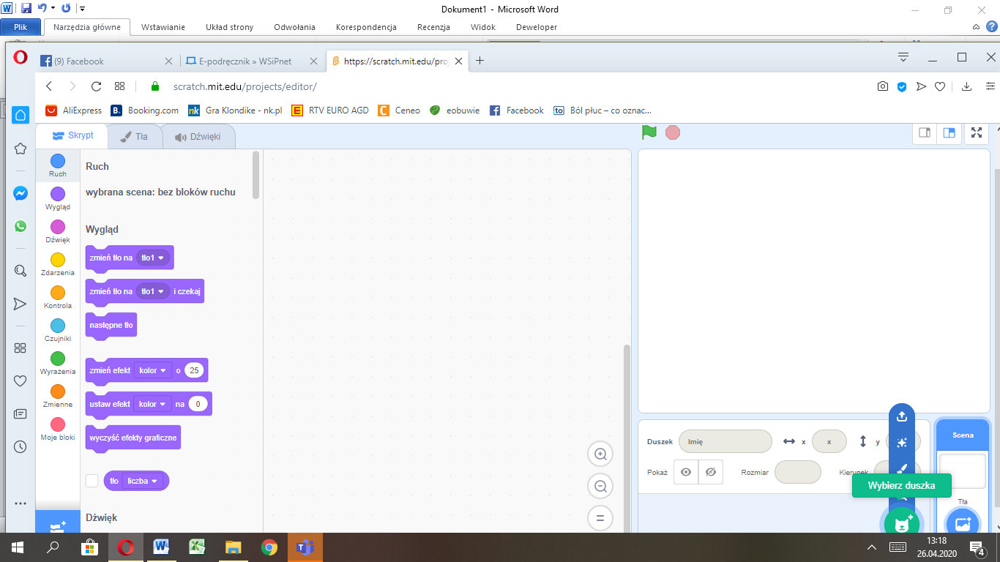 Dokument1 - Microsoft Word
Plik Narzędzia główne Wstawianie Układ strony Odwołania Korespondencja Recenzja Widok Deweloper
(9) Facebook E-podręcznik » WSiPnet https://scratch.mit.edu/pro
scratch.mit.edu/projects/editor/
AliExpress Booking.com Gra Klondike - nk.pl RTV EURO AGD Ceneo eobuwie Facebook Ból płuc – co oznac...
Skrypt Tła Dźwięki
Ruch
Wygląd
Dźwięk
Zdarzenia
Kontrola
Czujniki
Wyrażenia
Zmienne
Moje bloki
Ruch
wybrana scena: bez bloków ruchu
Wygląd
zmień tło na tło1
zmień tło na tło1 i czekaj
następne tło
zmień efekt kolor o 25
ustaw efekt kolor na 0
wyczyść efekty graficzne
tło liczba
Dźwięk
Duszek Imię x x y
Pokaż Rozmiar Kierunek
Wybierz duszka
Scena
Tła
13:18
26.04.2020
4